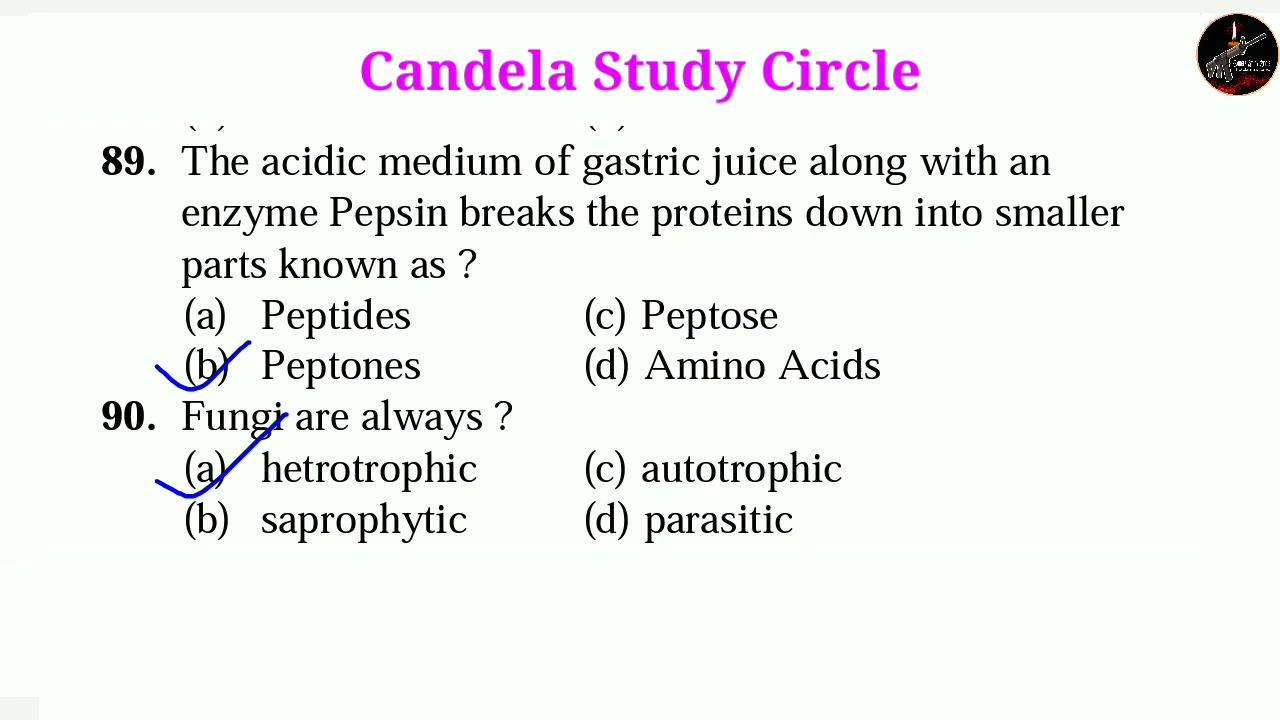 Candela Study Circle
89. The acidic medium of gastric juice along with an
enzyme Pepsin breaks the proteins down into smaller
parts known as ?
(a) Peptides (c) Peptose
(b) Peptones (d) Amino Acids
90. Fungi are always ?
(a) hetrotrophic (c) autotrophic
(b) saprophytic (d) parasitic